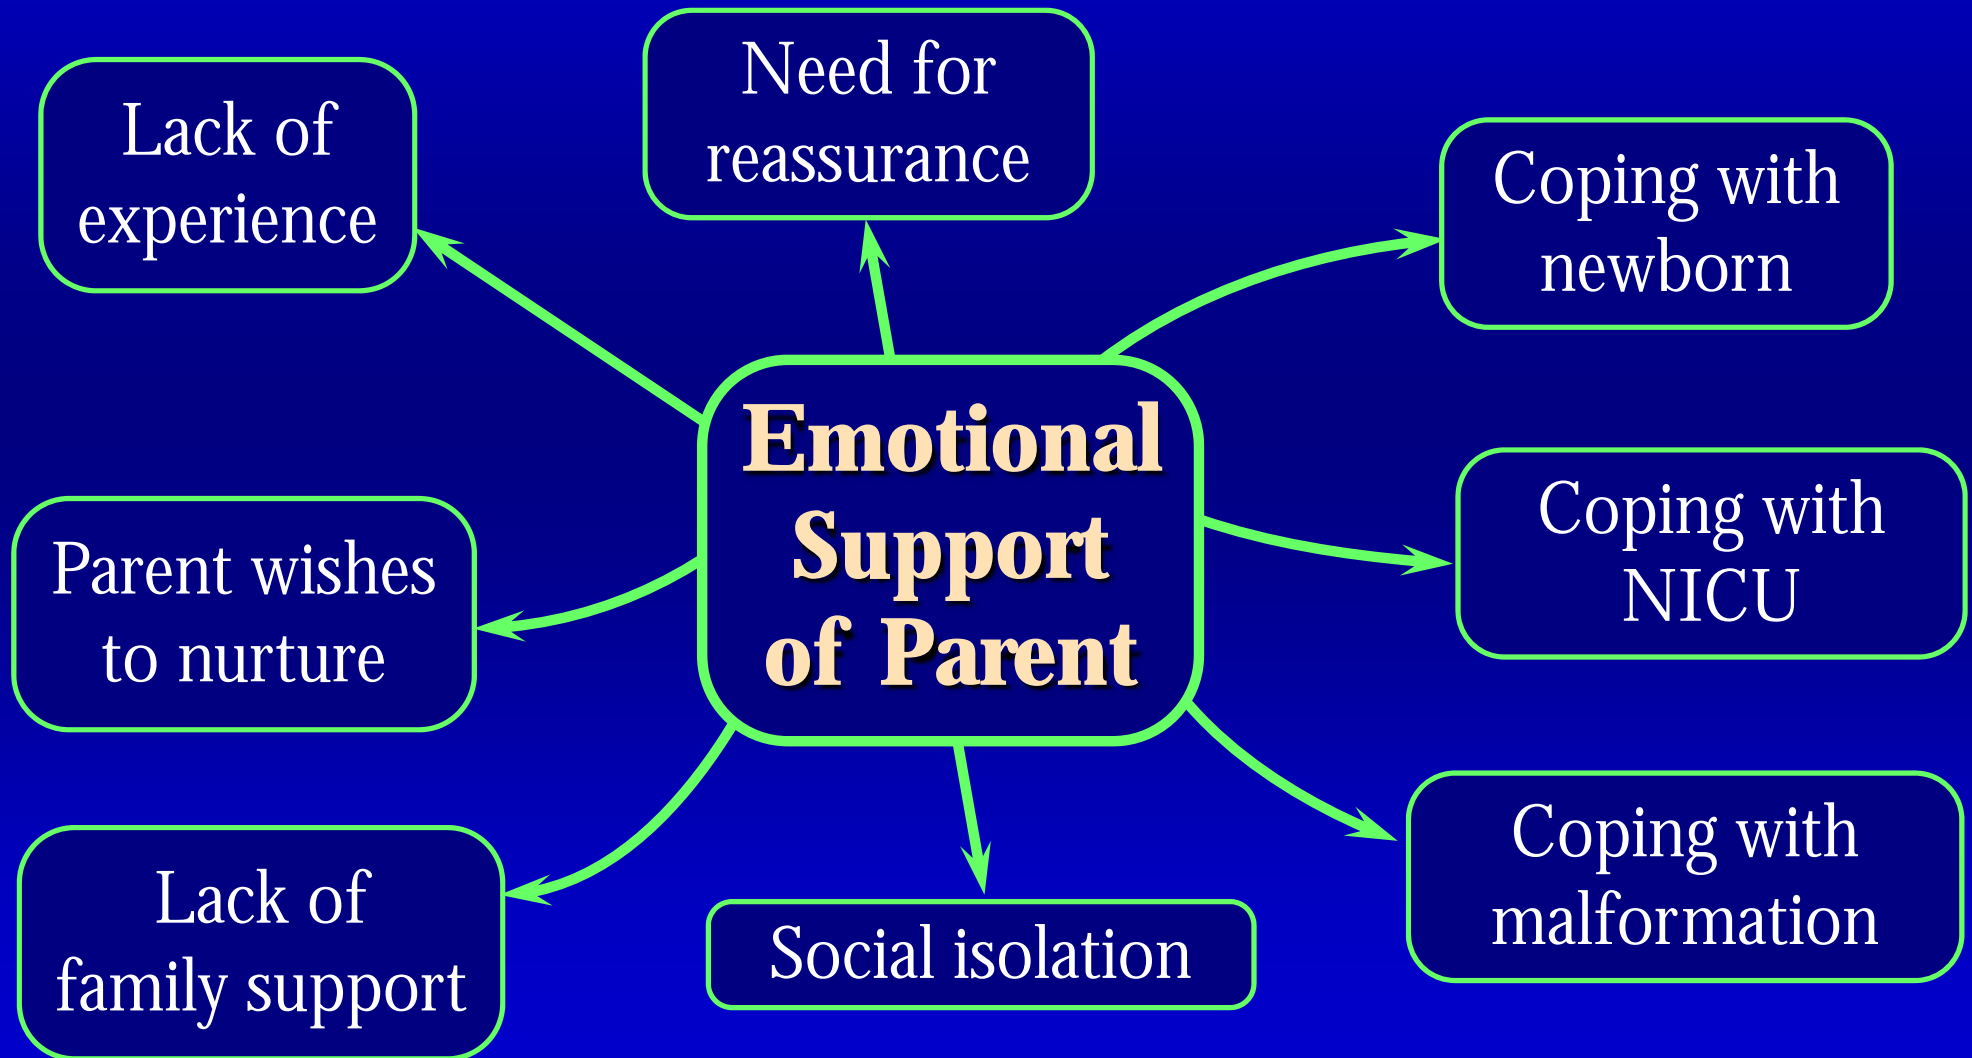 Need for
reassurance
Lack of
experience
Coping with
newborn
Emotional
Support
of Parent
Coping with
NICU
Parent wishes
to nurture
Coping with
malformation
Lack of
family support
Social isolation